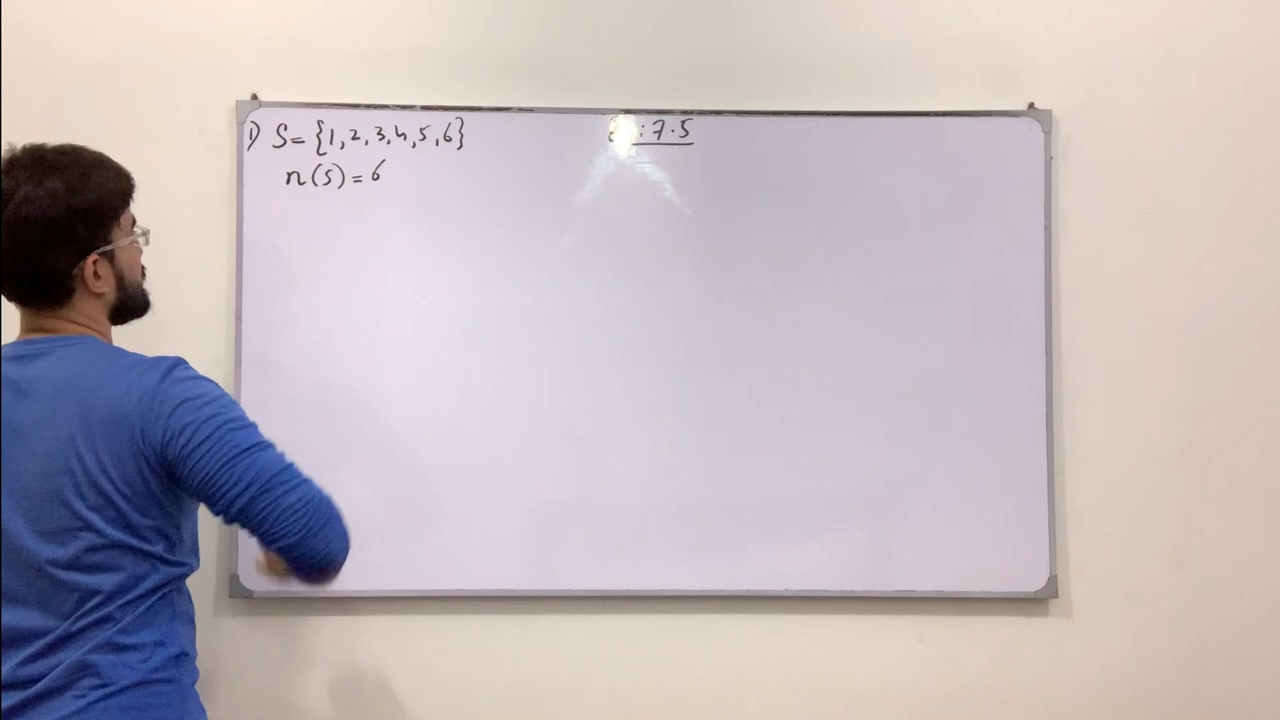 : 7.5
1) S = {1, 2, 3, 4, 5, 6}
n(S) = 6